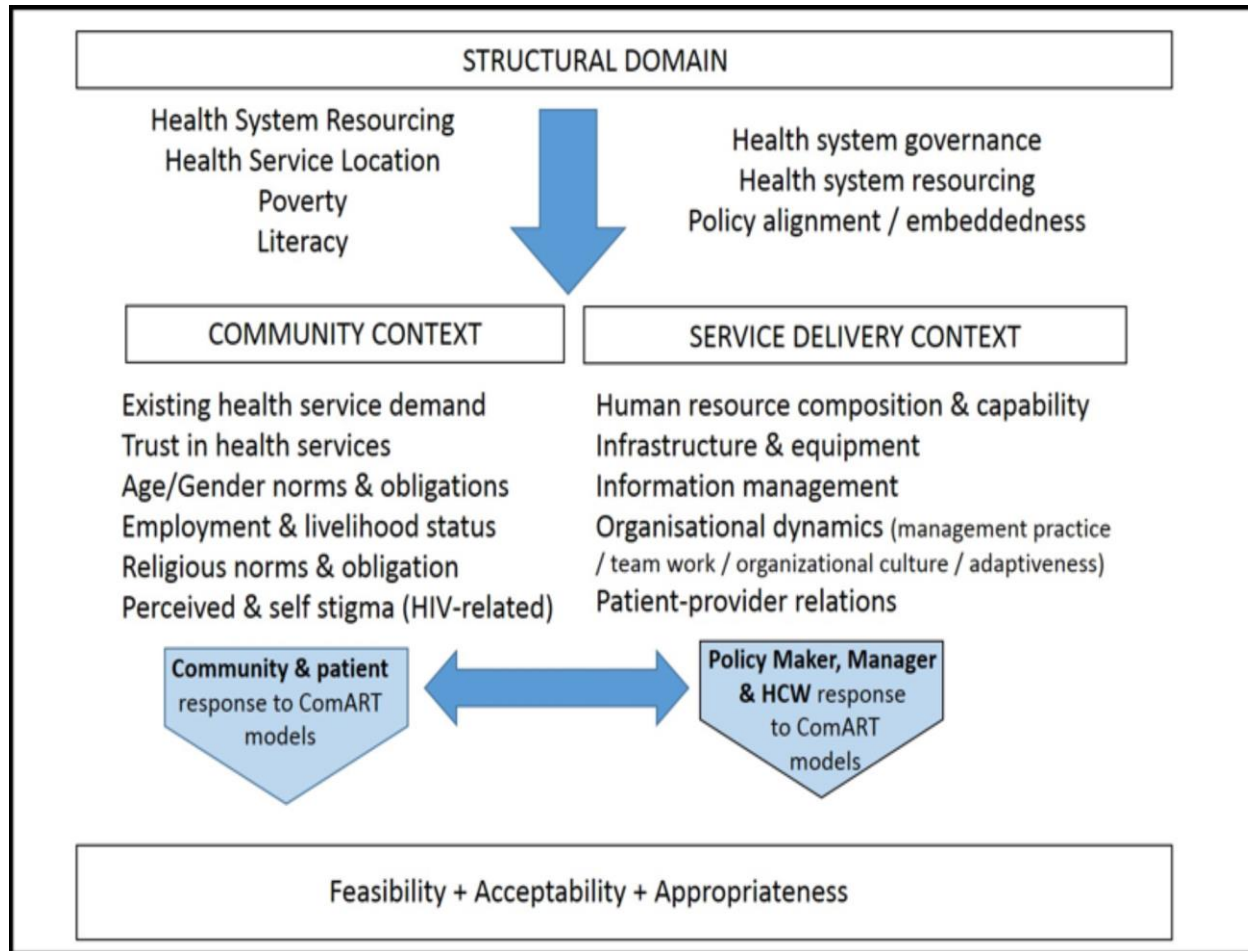 STRUCTURAL DOMAIN
Health System Resourcing
Health Service Location
Poverty
Literacy
Health system governance
Health system resourcing
Policy alignment / embeddedness
COMMUNITY CONTEXT
Existing health service demand
Trust in health services
Age/Gender norms & obligations
Employment & livelihood status
Religious norms & obligation
Perceived & self stigma (HIV-related)
SERVICE DELIVERY CONTEXT
Human resource composition & capability
Infrastructure & equipment
Information management
Organisational dynamics (management practice
/ team work / organizational culture / adaptiveness)
Patient-provider relations
Community & patient
response to ComART
models
Policy Maker, Manager
& HCW response
to ComART
models
Feasibility + Acceptability + Appropriateness